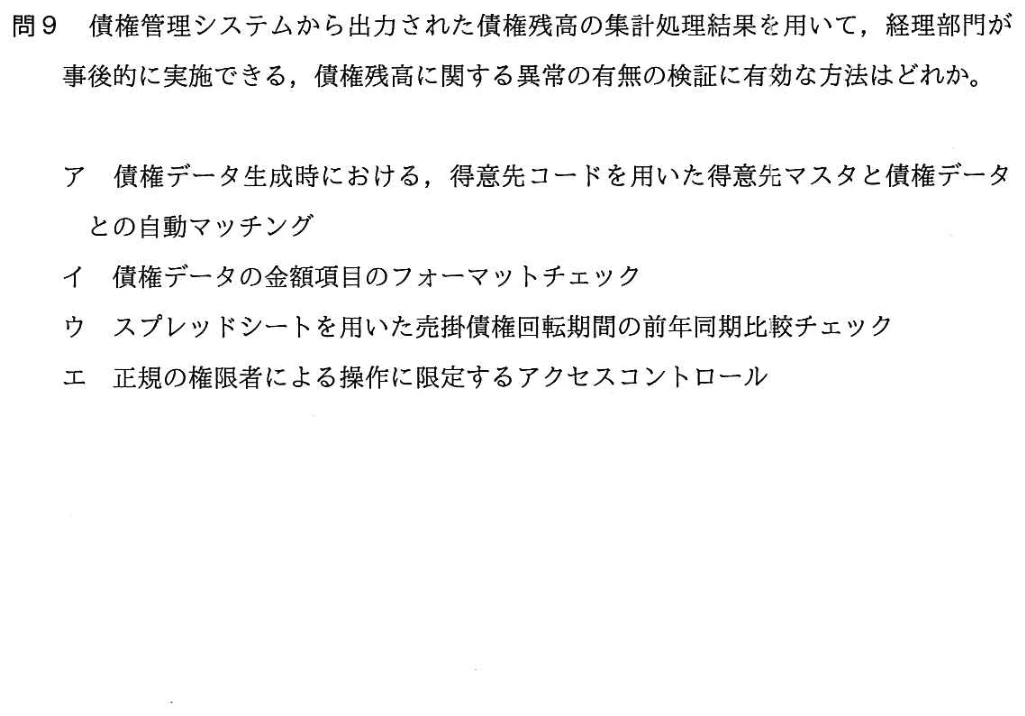 問9 債権管理システムから出力された債権残高の集計処理結果を用いて，経理部門が
事後的に実施できる，債権残高に関する異常の有無の検証に有効な方法はどれか。
ア 債権データ生成時における，得意先コードを用いた得意先マスタと債権データ
との自動マッチング
イ 債権データの金額項目のフォーマットチェック
ウ スプレッドシートを用いた売掛債権回転期間の前年同期比較チェック
エ 正規の権限者による操作に限定するアクセスコントロール